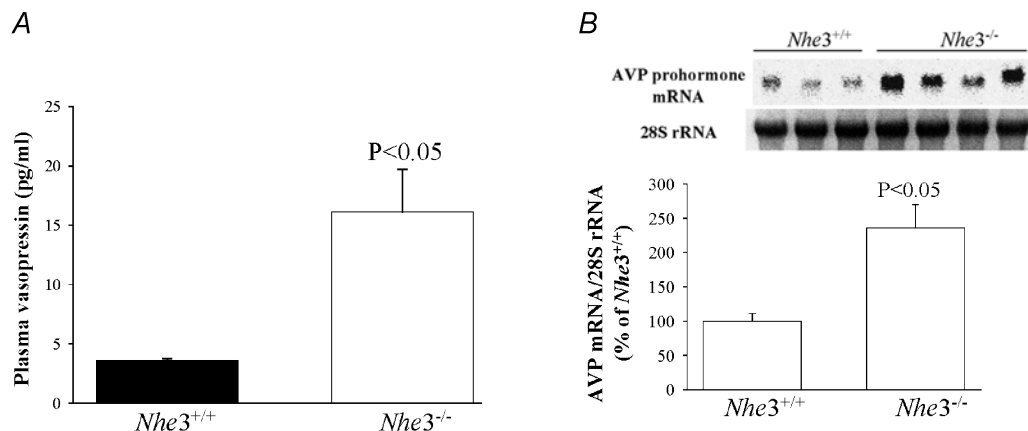 A
Plasma vasopressin (pg/ml)
25
20
15
10
5
0
P<0.05
Nhe3+/+
Nhe3-/-
B
Nhe3+/+
Nhe3-/-
AVP prohormone
mRNA
28S rRNA
AVP mRNA/28S rRNA
(% of Nhe3+/+)
300
250
200
150
100
50
0
P<0.05
Nhe3+/+
Nhe3-/-